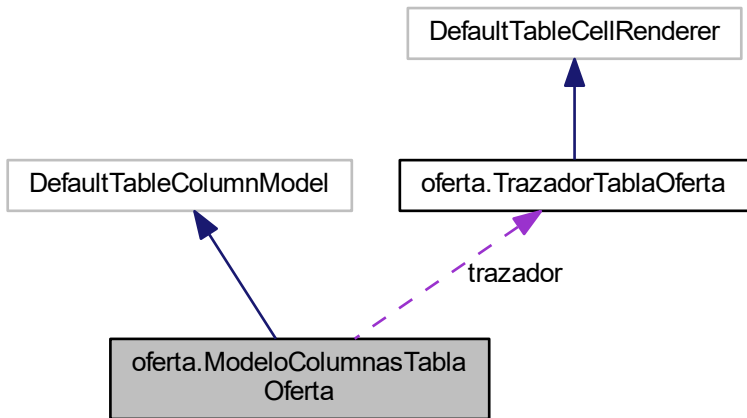 DefaultTableCellRenderer
DefaultTableColumnModel
oferta.TrazadorTablaOferta
trazador
oferta.ModeloColumnasTabla
Oferta